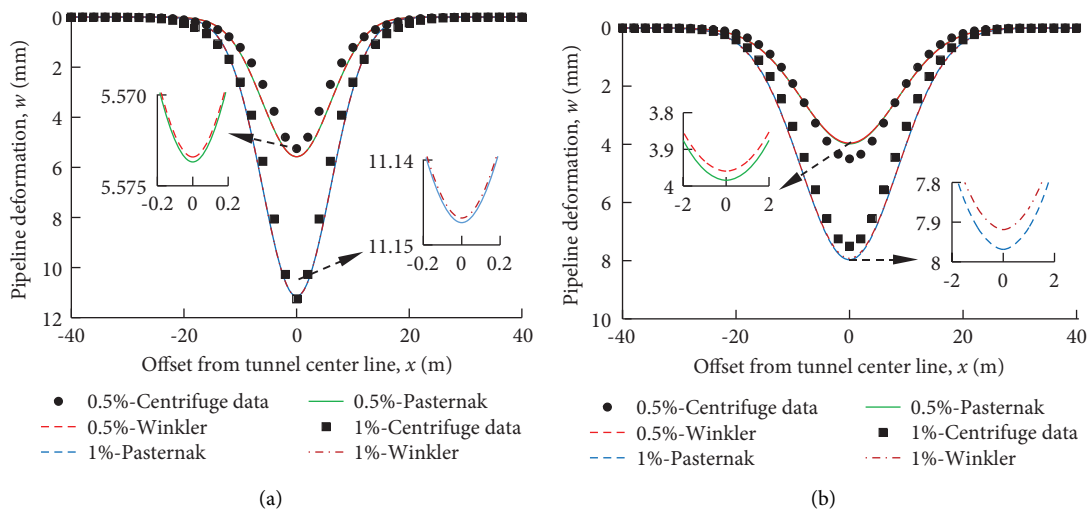 0
2
4
6
8
10
12
Pipeline deformation, w (mm)
5.570
5.575
-0.2 0 0.2
11.14
11.15
-0.2 0 0.2
-40 -20 0 20 40
Offset from tunnel center line, x (m)
0.5%-Centrifuge data
0.5%-Pasternak
0.5%-Winkler
1%-Centrifuge data
1%-Pasternak
1%-Winkler
(a)
0
2
4
6
8
10
Pipeline deformation, w (mm)
3.8
3.9
4
-2 0 2
7.8
7.9
8
-2 0 2
-40 -20 0 20 40
Offset from tunnel center line, x (m)
0.5%-Centrifuge data
0.5%-Pasternak
0.5%-Winkler
1%-Centrifuge data
1%-Pasternak
1%-Winkler
(b)